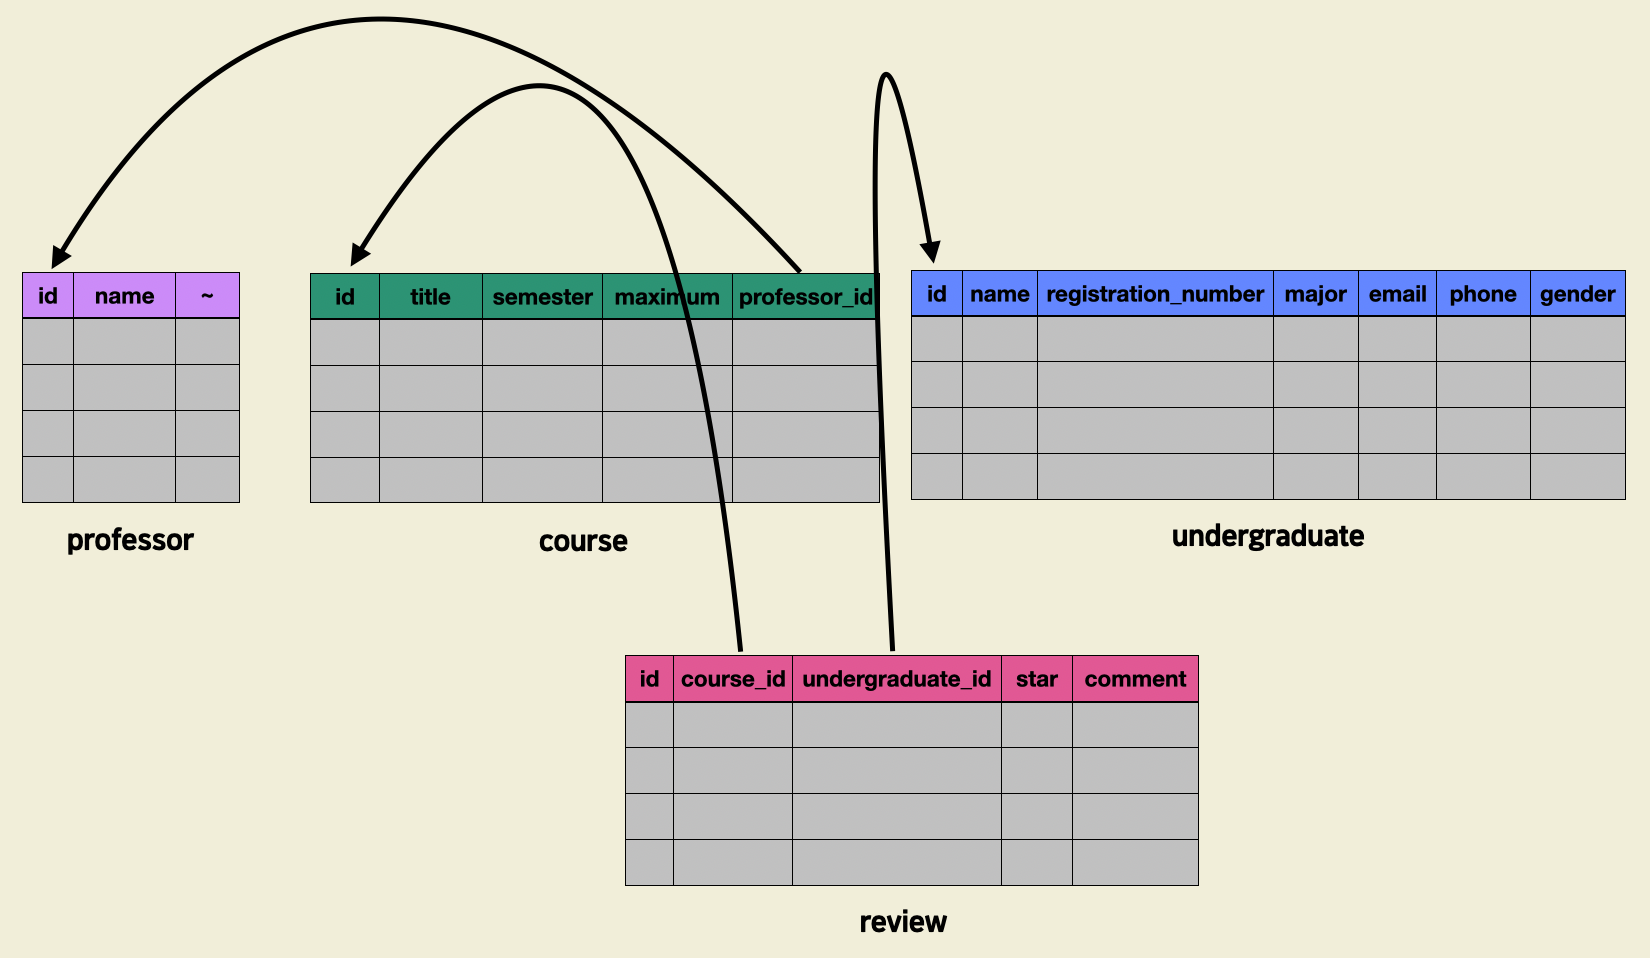 id name ~
professor
id title semester maximum professor_id
course
id name registration_number major email phone gender
undergraduate
id course_id undergraduate_id star comment
review